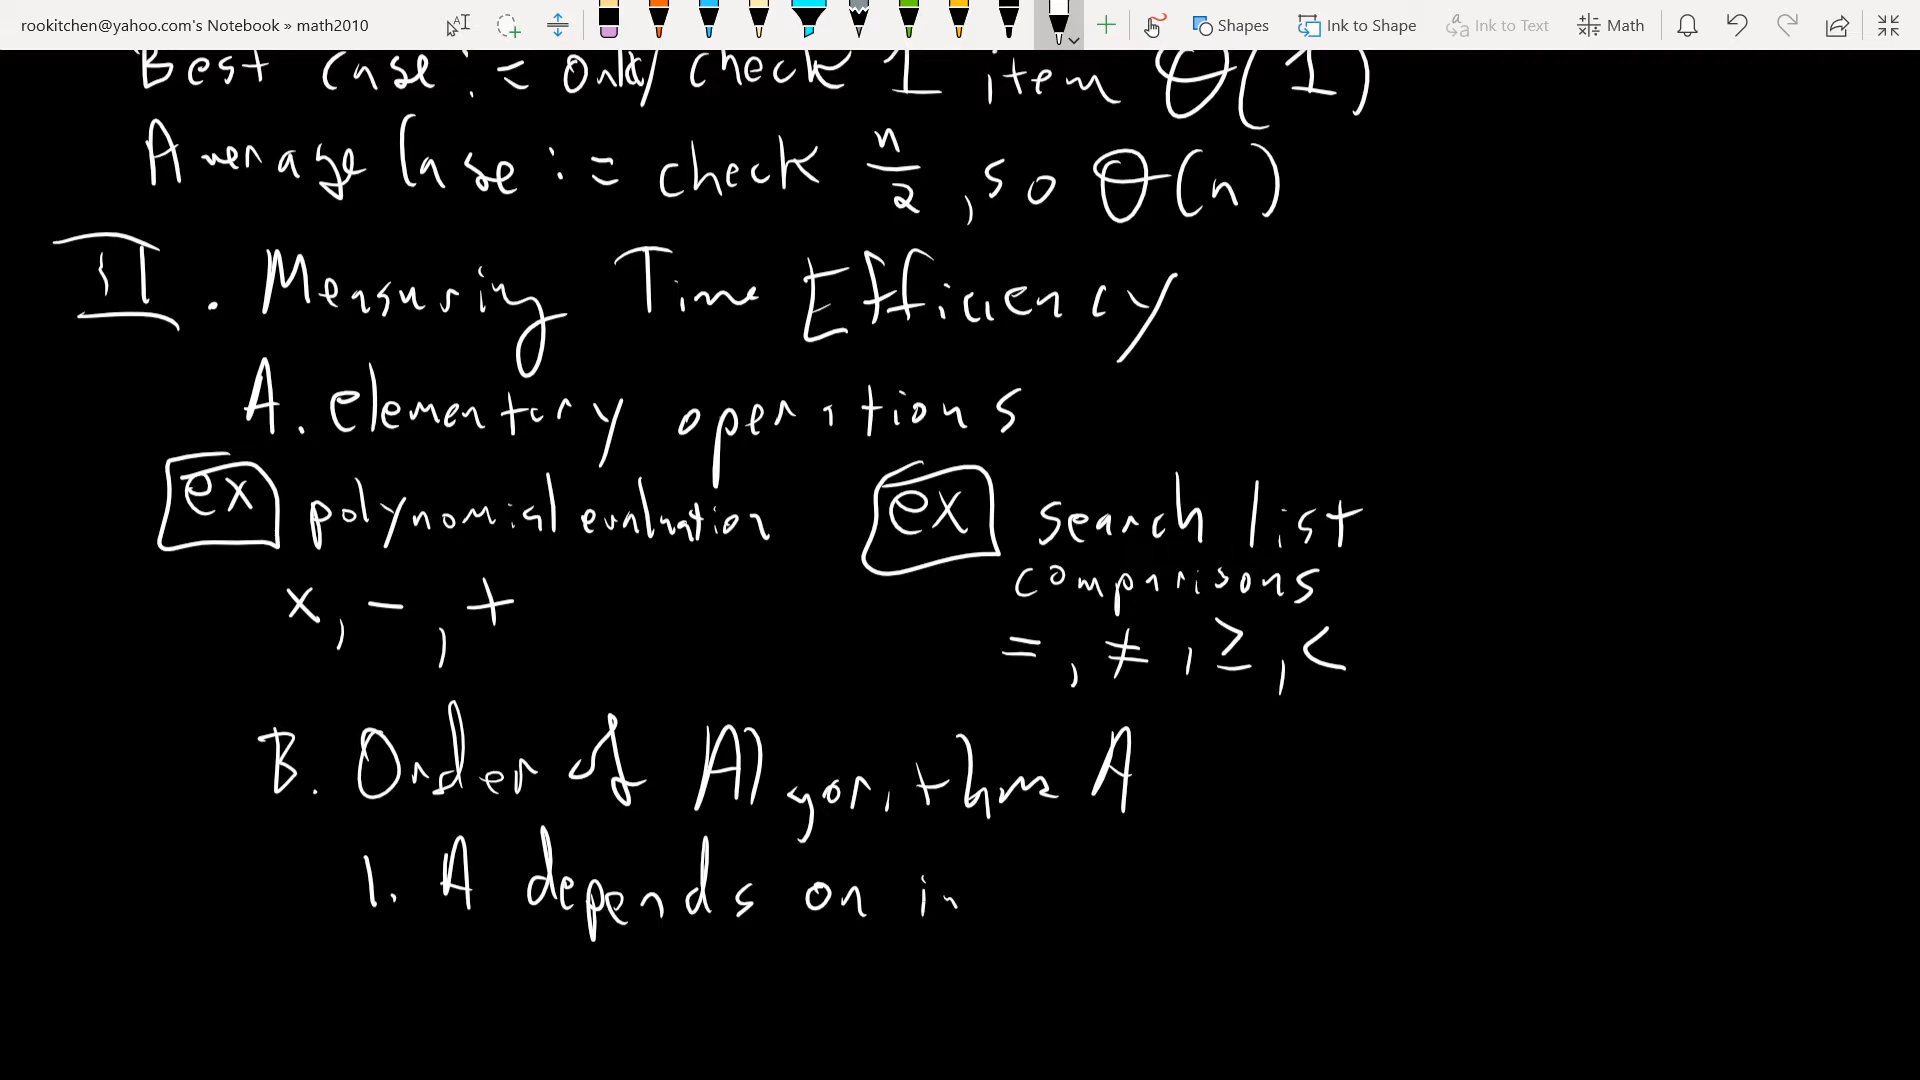 rookitchen@yahoo.com's Notebook » math2010
Shapes Ink to Shape Ink to Text Math
Best Case := only check 1 item Θ(1)
Average Case := check n/2, so Θ(n)
II. Measuring Time Efficiency
A. elementary operations
ex polynomial evaluation
x, -, +
ex search list
comparisons
=, ≠, ≥, <
B. Order of Algorithm A
1. A depends on in